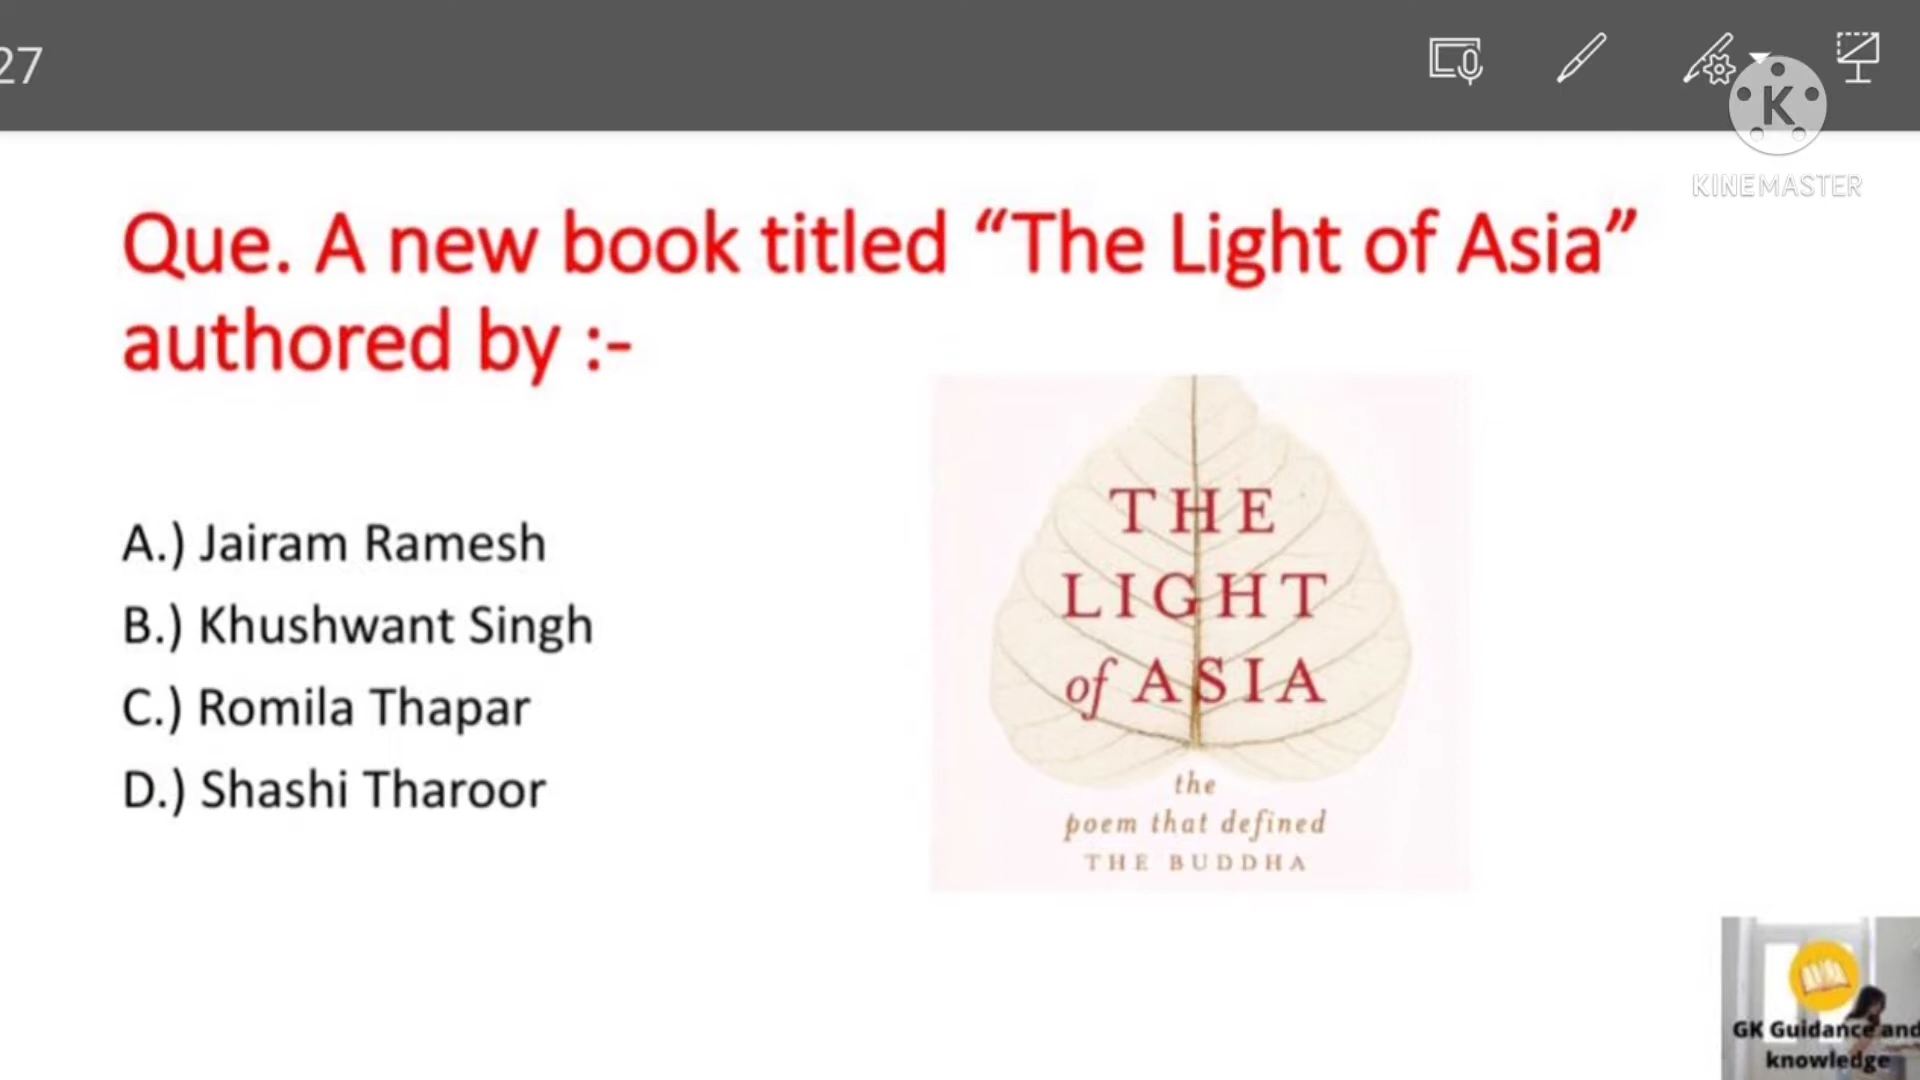 27
K
KINEMASTER
Que. A new book titled “The Light of Asia”
authored by :-
A.) Jairam Ramesh
B.) Khushwant Singh
C.) Romila Thapar
D.) Shashi Tharoor
THE
LIGHT
of ASIA
the
poem that defined
THE BUDDHA
GK Guidance and
knowledge